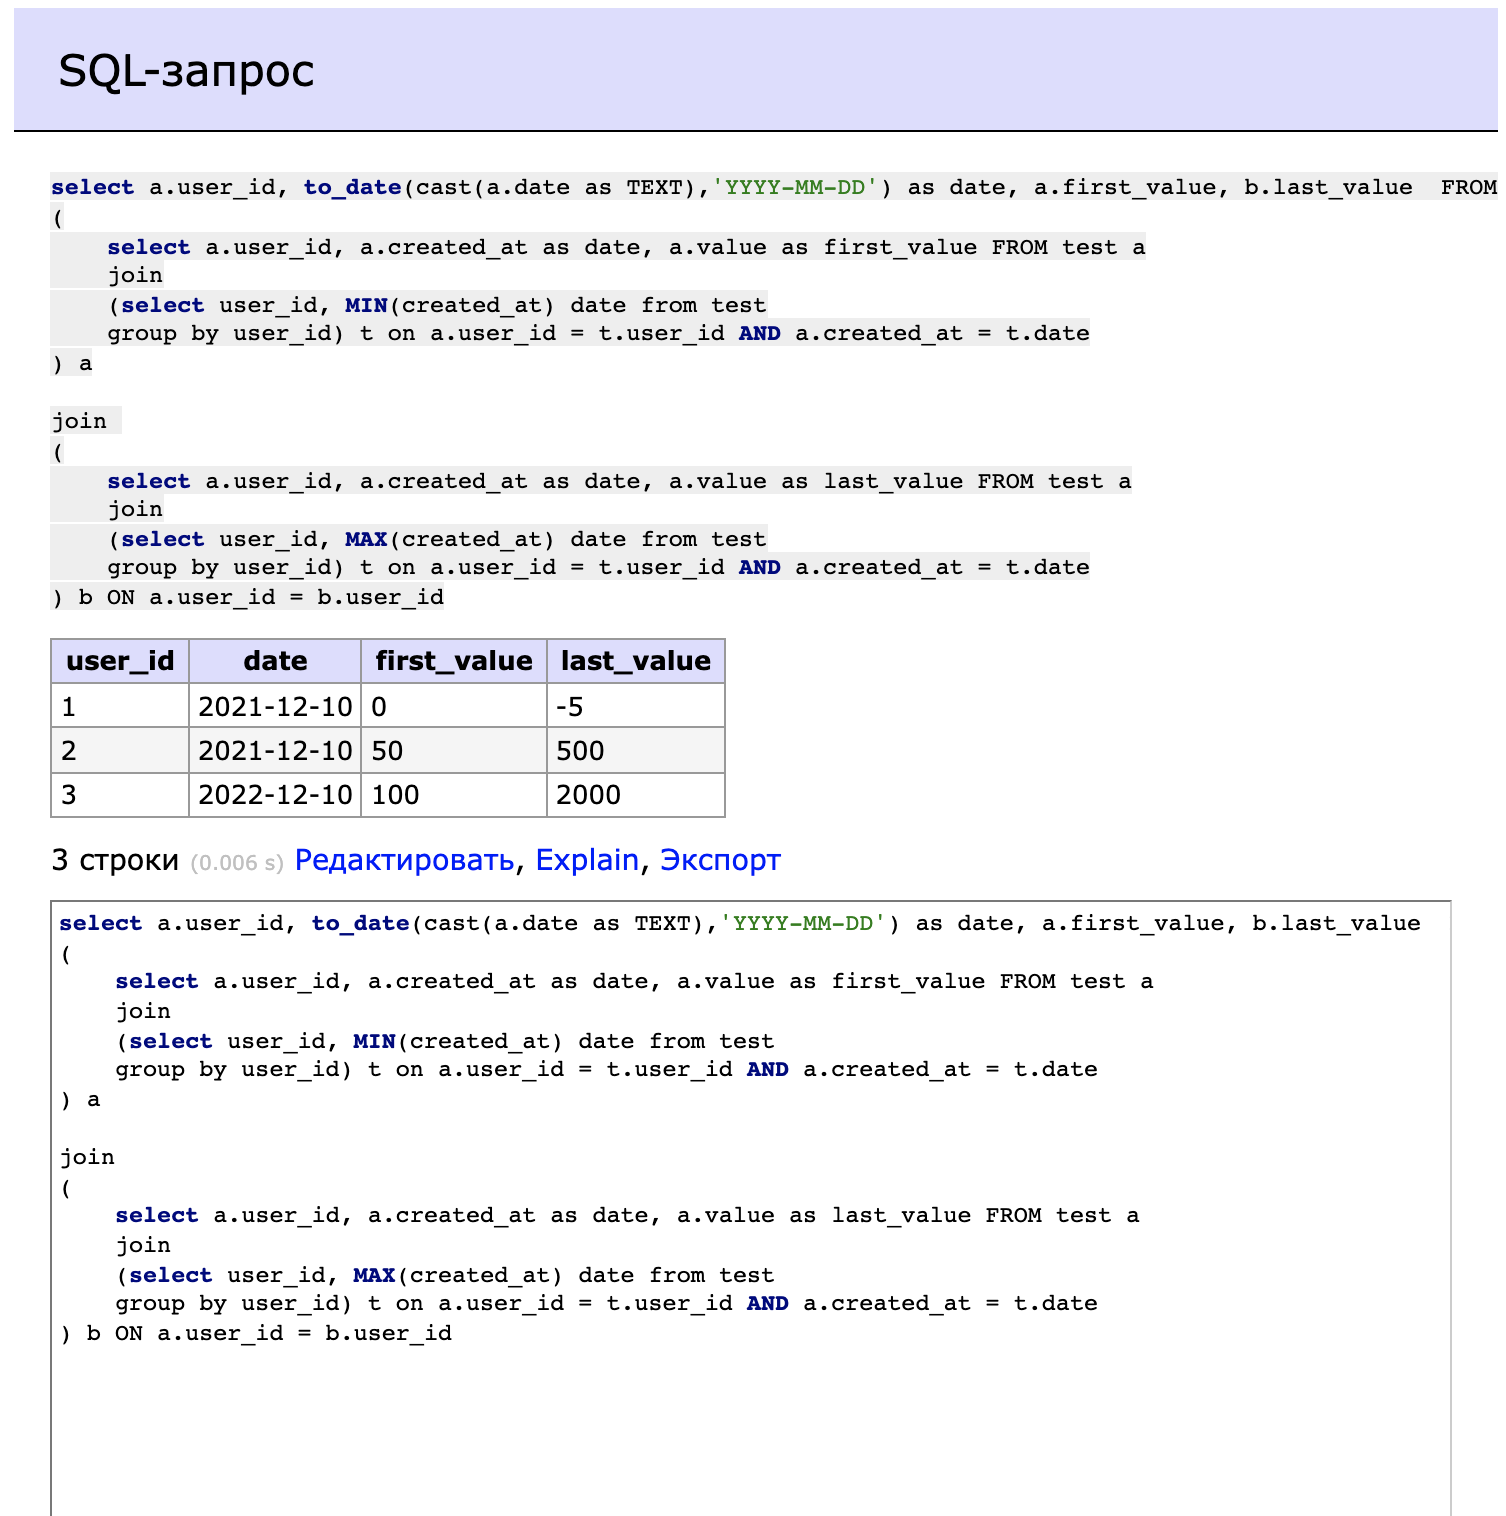 SQL-запрос
select a.user_id, to_date(cast(a.date as TEXT),'YYYY-MM-DD') as date, a.first_value, b.last_value  FROM
(
    select a.user_id, a.created_at as date, a.value as first_value FROM test a
    join
    (select user_id, MIN(created_at) date from test
    group by user_id) t on a.user_id = t.user_id AND a.created_at = t.date
) a
join
(
    select a.user_id, a.created_at as date, a.value as last_value FROM test a
    join
    (select user_id, MAX(created_at) date from test
    group by user_id) t on a.user_id = t.user_id AND a.created_at = t.date
) b ON a.user_id = b.user_id
user_id date first_value last_value
1 2021-12-10 0 -5
2 2021-12-10 50 500
3 2022-12-10 100 2000
3 строки (0.006 s) Редактировать, Explain, Экспорт
select a.user_id, to_date(cast(a.date as TEXT),'YYYY-MM-DD') as date, a.first_value, b.last_value
(
    select a.user_id, a.created_at as date, a.value as first_value FROM test a
    join
    (select user_id, MIN(created_at) date from test
    group by user_id) t on a.user_id = t.user_id AND a.created_at = t.date
) a
join
(
    select a.user_id, a.created_at as date, a.value as last_value FROM test a
    join
    (select user_id, MAX(created_at) date from test
    group by user_id) t on a.user_id = t.user_id AND a.created_at = t.date
) b ON a.user_id = b.user_id